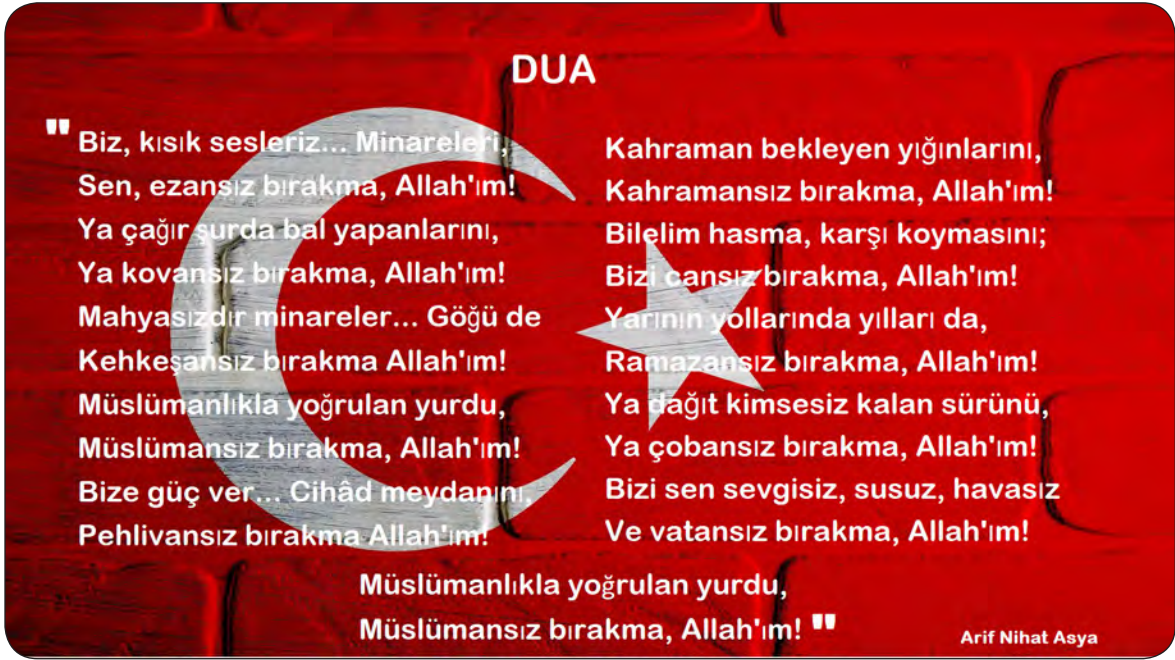 DUA
" Biz, kısık sesleriz... Minareleri,
Sen, ezansız bırakma, Allah'ım!
Ya çağır şurda bal yapanlarını,
Ya kovansız bırakma, Allah'ım!
Mahyasızdır minareler... Göğü de
Kehkeşansız bırakma Allah'ım!
Müslümanlıkla yoğrulan yurdu,
Müslümansız bırakma, Allah'ım!
Bize güç ver... Cihâd meydanını,
Pehlivansız bırakma Allah'ım!
Kahraman bekleyen yığınlarını,
Kahramansız bırakma, Allah'ım!
Bilelim hasma, karşı koymasını;
Bizi cansız bırakma, Allah'ım!
Yarının yollarında yılları da,
Ramazansız bırakma, Allah'ım!
Ya dağıt kimsesiz kalan sürünü,
Ya çobansız bırakma, Allah'ım!
Bizi sen sevgisiz, susuz, havasız
Ve vatansız bırakma, Allah'ım!
Müslümanlıkla yoğrulan yurdu,
Müslümansız bırakma, Allah'ım! "
Arif Nihat Asya